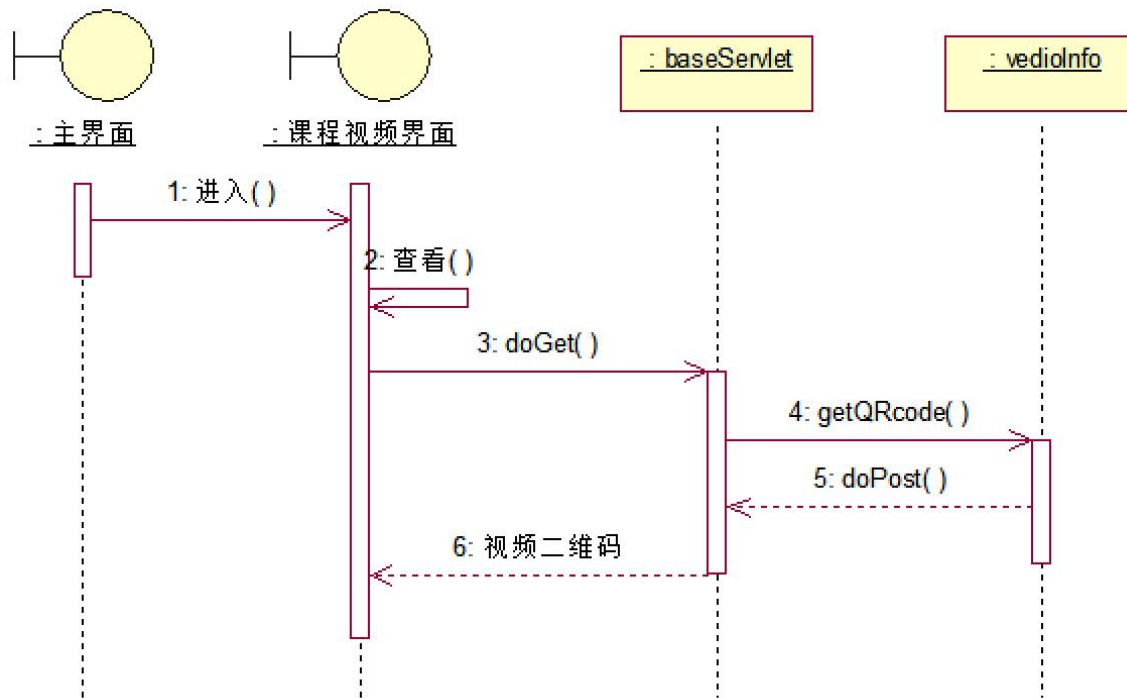 : baseServlet
: vedioInfo
: 主界面
: 课程视频界面
1: 进入( )
2: 查看( )
3: doGet( )
4: getQRcode( )
5: doPost( )
6: 视频二维码